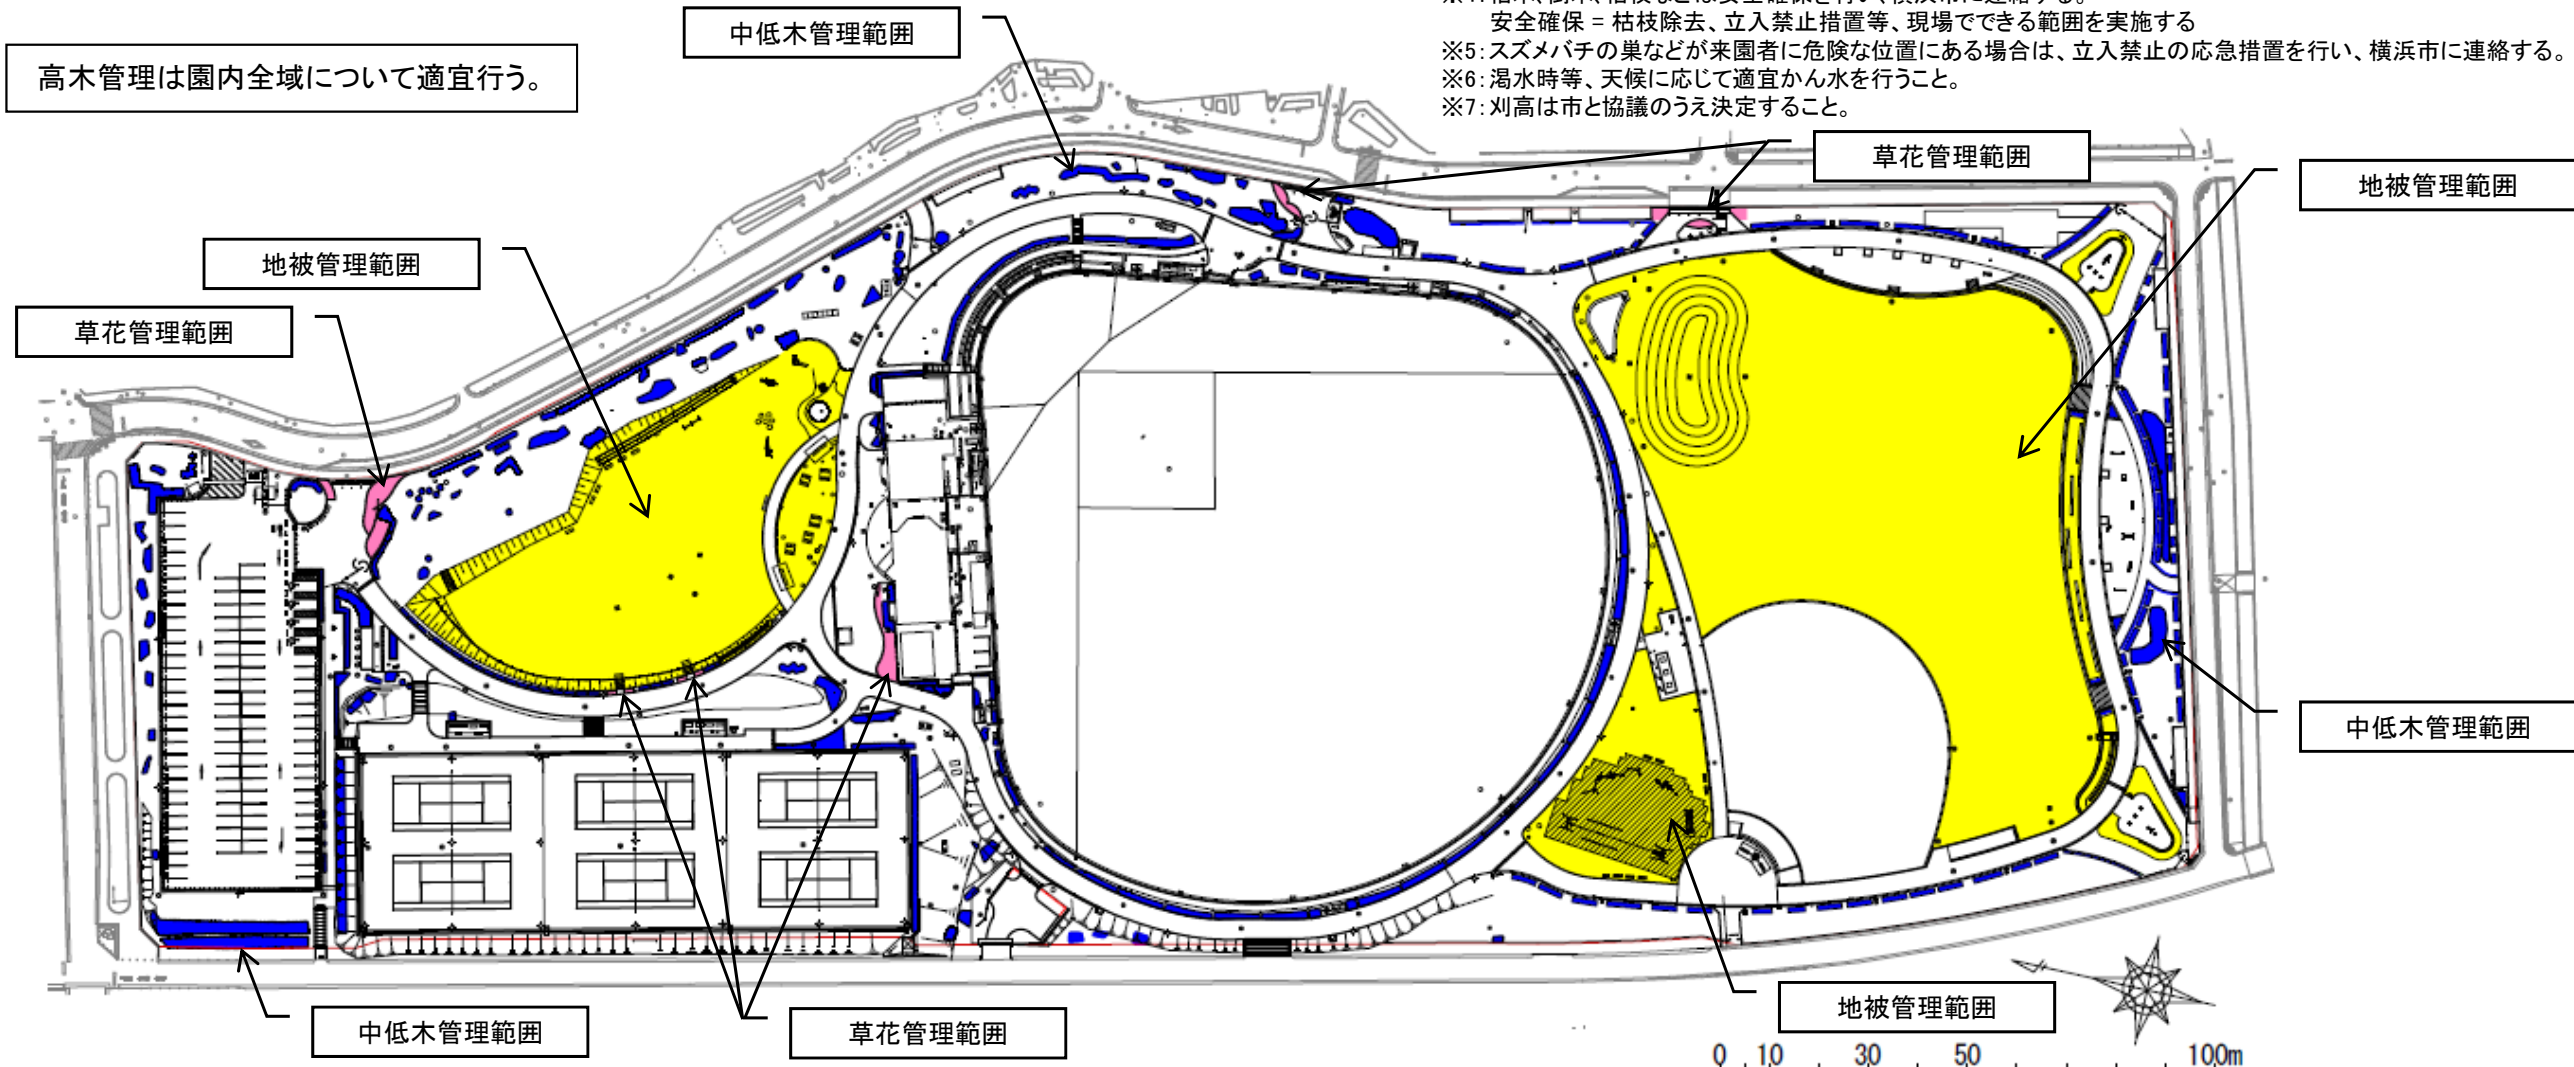 安全確保 = 枯枝除去、立入禁止措置等、現場でできる範囲を実施する
※5：スズメバチの巣などが来園者に危険な位置にある場合は、立入禁止の応急措置を行い、横浜市に連絡する。
※6：渇水時等、天候に応じて適宜かん水を行うこと。
※7：刈高は市と協議のうえ決定すること。
高木管理は園内全域について適宜行う。
中低木管理範囲
草花管理範囲
地被管理範囲
地被管理範囲
草花管理範囲
中低木管理範囲
地被管理範囲
中低木管理範囲
草花管理範囲
0 10 30 50 100m